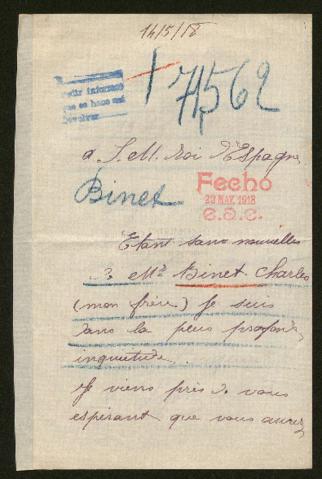 14/5/18
+ 71562
pedir informes
que se hace así
a S. M. Roi d'Espagne
Binet
Fecho
22 MAY. 1918
Etant sans nouvelles
de Mr Binet Charles
(mon frère) Je suis
dans la plus profonde
inquiétude.
Je viens près de vous
espérant que vous aurez